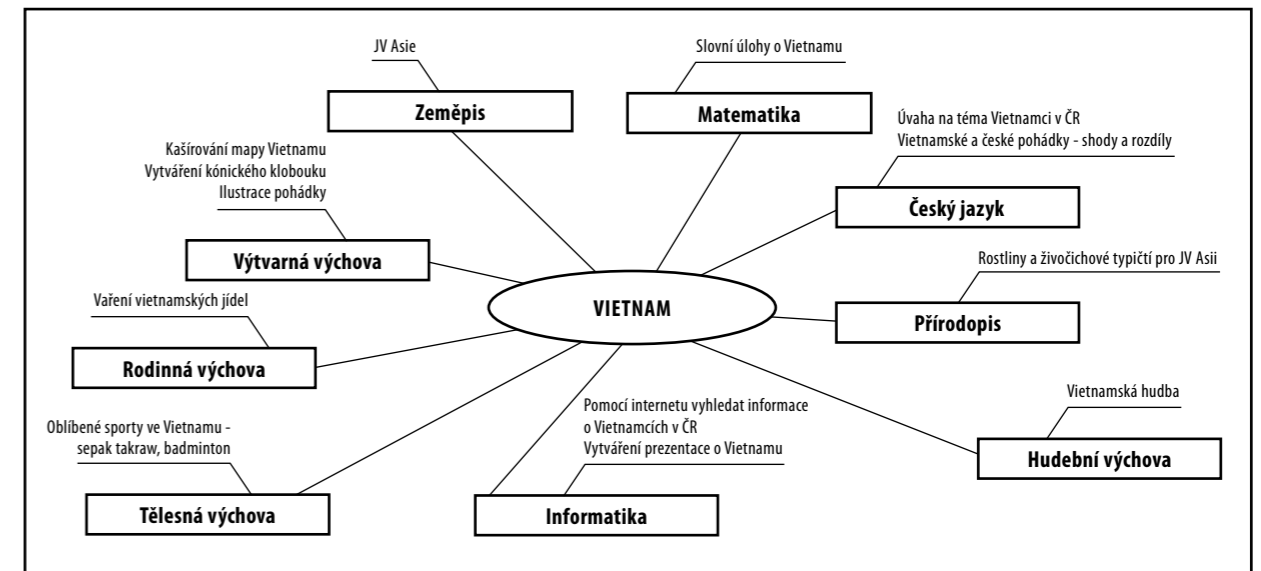 JV Asie
Zeměpis
Slovní úlohy o Vietnamu
Matematika
Úvaha na téma Vietnamci v ČR
Vietnamské a české pohádky - shody a rozdíly
Český jazyk
Kašírování mapy Vietnamu
Vytváření kónického klobouku
Ilustrace pohádky
Výtvarná výchova
Rostliny a živočichové typičtí pro JV Asii
Přírodopis
VIETNAM
Vaření vietnamských jídel
Rodinná výchova
Vietnamská hudba
Hudební výchova
Pomocí internetu vyhledat informace
o Vietnamcích v ČR
Vytváření prezentace o Vietnamu
Informatika
Oblíbené sporty ve Vietnamu -
sepak takraw, badminton
Tělesná výchova